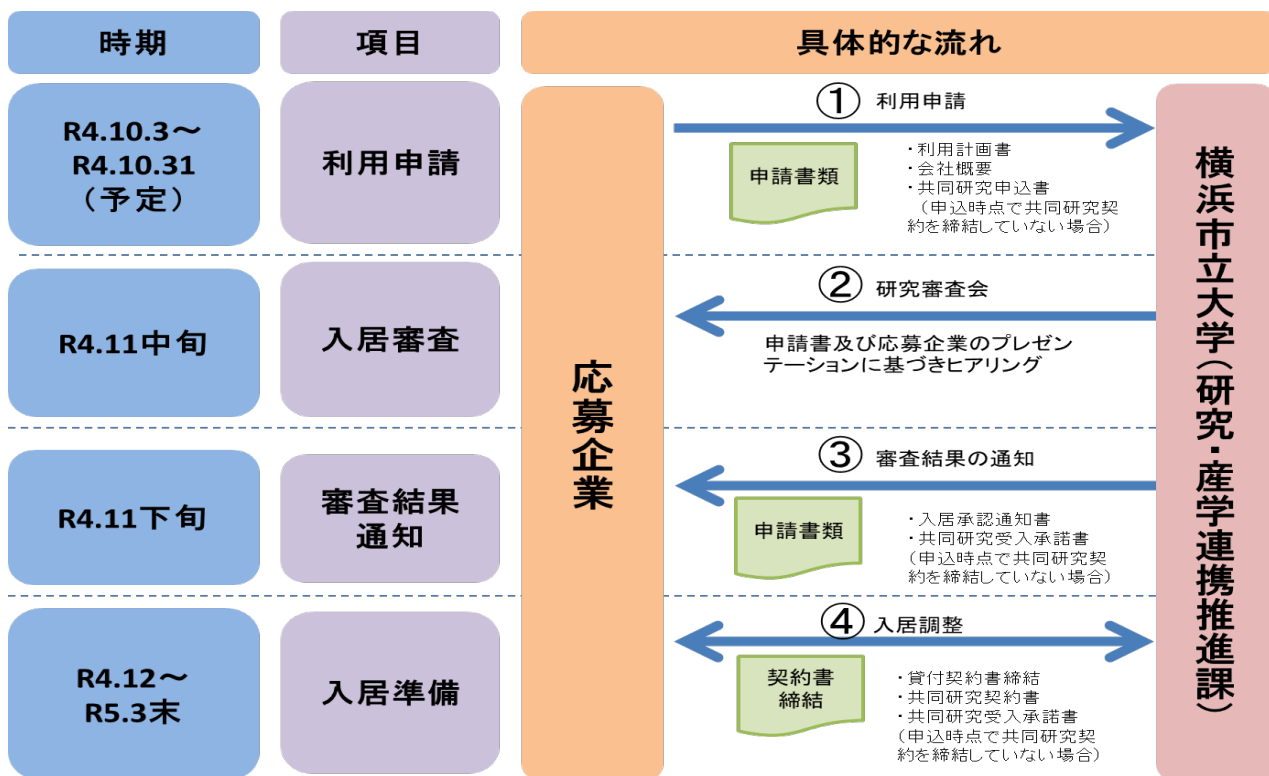 時期
項目
具体的な流れ
R4.10.3～
R4.10.31
（予定）
利用申請
応募企業
① 利用申請
申請書類
・利用計画書
・会社概要
・共同研究申込書
（申込時点で共同研究契
約を締結していない場合）
横浜市立大学（研究・産学連携推進課）
R4.11中旬
入居審査
② 研究審査会
申請書及び応募企業のプレゼン
テーションに基づきヒアリング
R4.11下旬
審査結果
通知
③ 審査結果の通知
申請書類
・入居承認通知書
・共同研究受入承諾書
（申込時点で共同研究契
約を締結していない場合）
R4.12～
R5.3末
入居準備
④ 入居調整
契約書
締結
・貸付契約書締結
・共同研究契約書
・共同研究受入承諾書
（申込時点で共同研究契
約を締結していない場合）